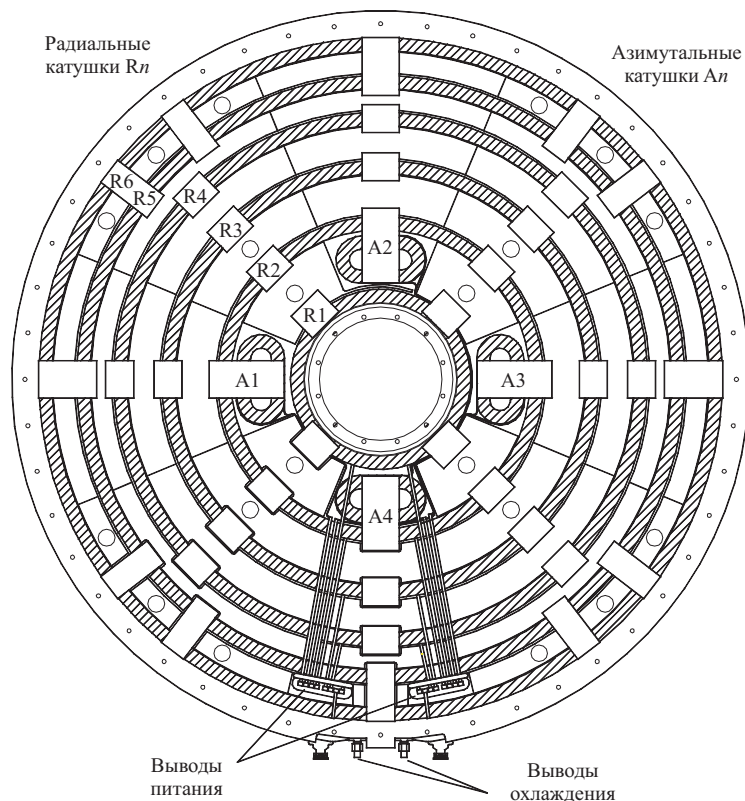 Радиальные
катушки Rn
Азимутальные
катушки An
R6
R5
R4
R3
R2
R1
A2
A1
A3
A4
Выводы
питания
Выводы
охлаждения